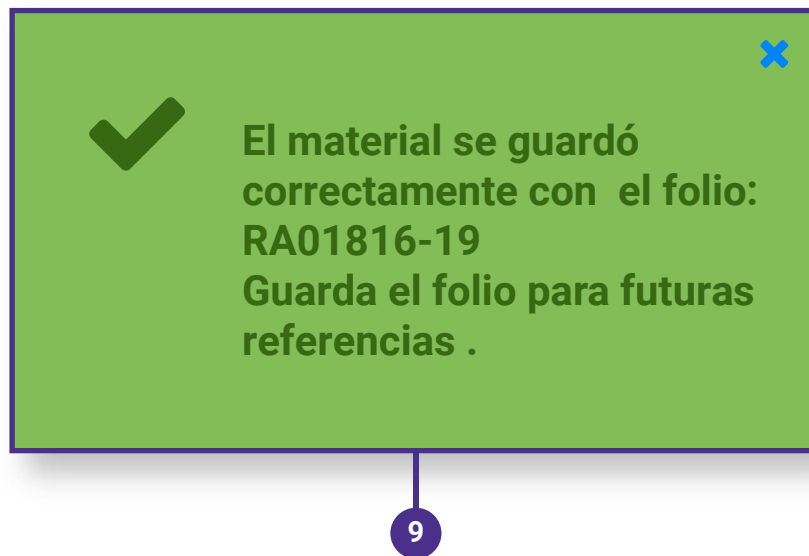 El material se guardó
correctamente con  el folio:
RA01816-19
Guarda el folio para futuras
referencias .
9